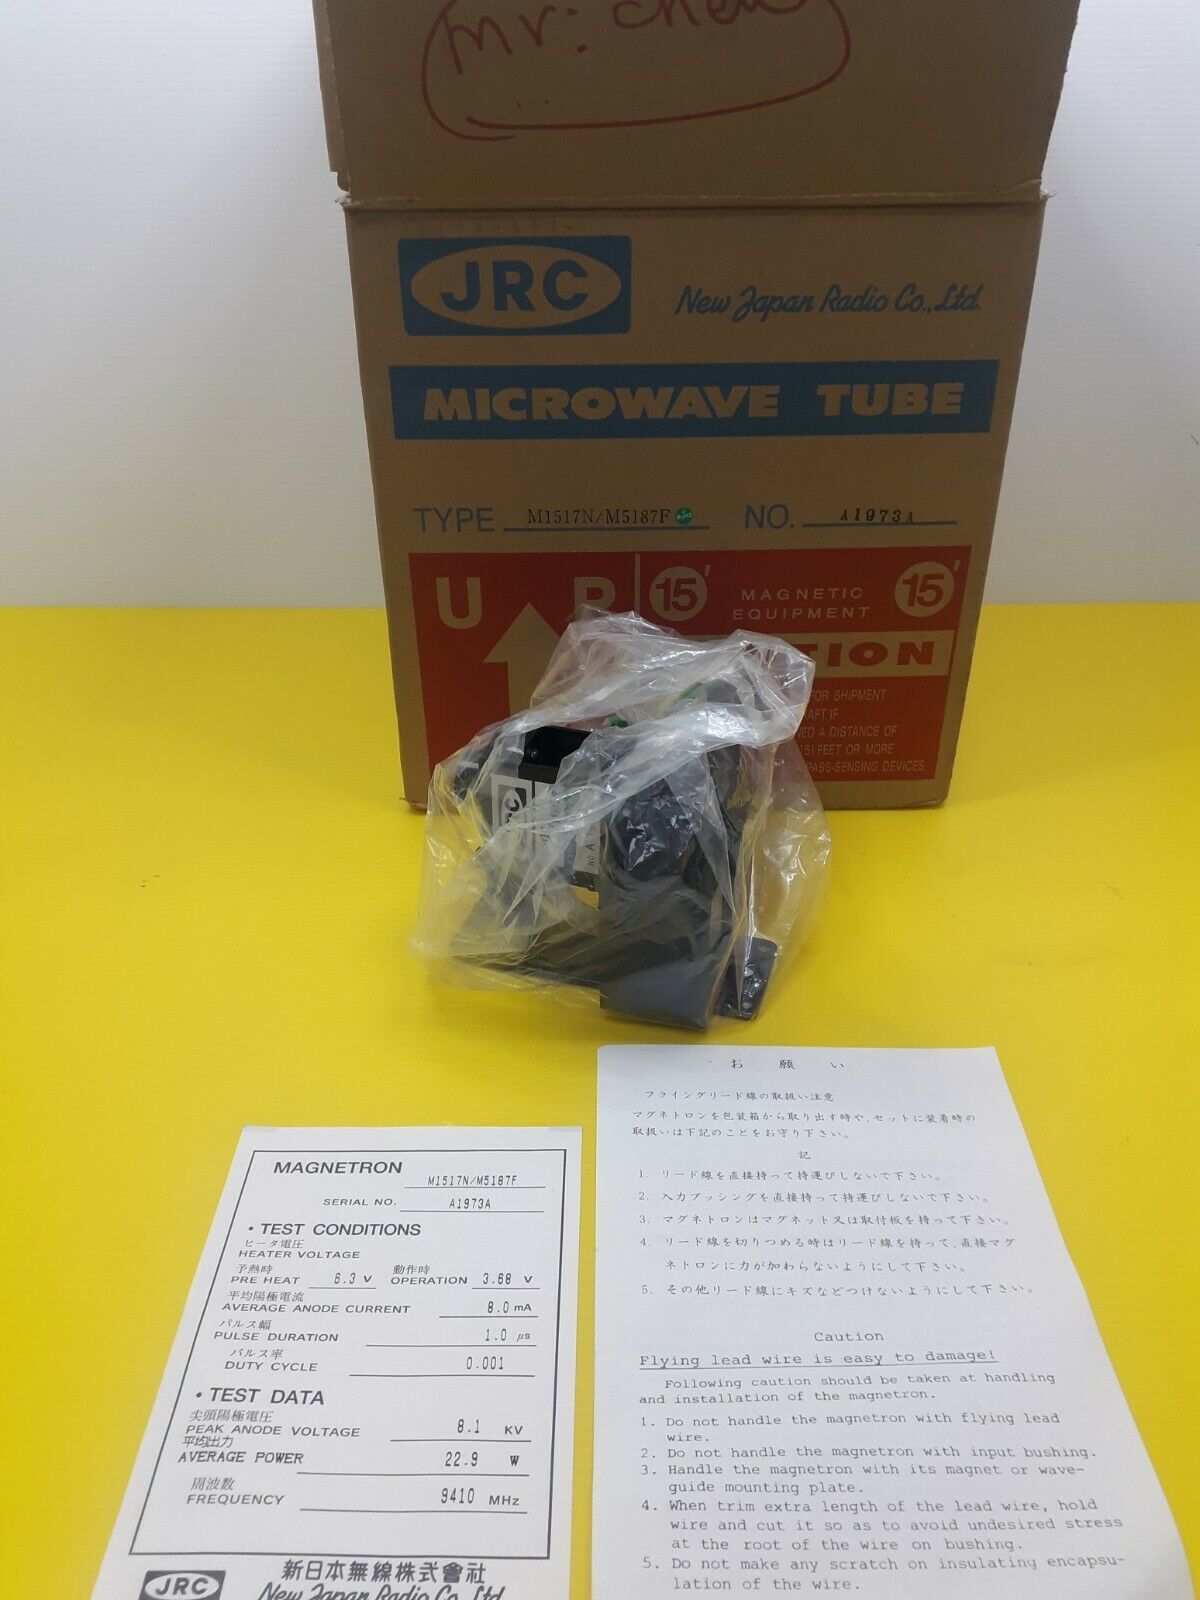 mr: chew
JRC New Japan Radio Co., Ltd.
MICROWAVE TUBE
TYPE M1517N/M5187F RoHS NO. A1973A
UP 15' MAGNETIC EQUIPMENT 15'
FOR SHIPMENT
IF
A DISTANCE OF
FEET OR MORE
DEVICES
MAGNETRON M1517N/M5187F
SERIAL NO. A1973A
• TEST CONDITIONS
ヒータ電圧
HEATER VOLTAGE
予熱時 動作時
PRE HEAT 6.3 V OPERATION 3.68 V
平均陽極電流
AVERAGE ANODE CURRENT 8.0 mA
パルス幅
PULSE DURATION 1.0 μs
パルス率
DUTY CYCLE 0.001
• TEST DATA
尖頭陽極電圧
PEAK ANODE VOLTAGE 8.1 KV
平均出力
AVERAGE POWER 22.9 W
周波数
FREQUENCY 9410 MHz
新日本無線株式會社
JRC New Japan Radio Co., Ltd.
お願い
フライングリード線の取扱い注意
マグネトロンを包装箱から取り出す時や、セットに装着時の
取扱いは下記のことをお守り下さい。
記
1. リード線を直接持って持運びしないで下さい。
2. 入力ブッシングを直接持って持運びしないで下さい。
3. マグネトロンはマグネット又は取付板を持って下さい。
4. リード線を切りつめる時はリード線を持って、直接マグ
ネトロンに力が加わらないようにして下さい。
5. その他リード線にキズなどつけないようにして下さい。
Caution
Flying lead wire is easy to damage!
Following caution should be taken at handling
and installation of the magnetron.
1. Do not handle the magnetron with flying lead
wire.
2. Do not handle the magnetron with input bushing.
3. Handle the magnetron with its magnet or wave-
guide mounting plate.
4. When trim extra length of the lead wire, hold
wire and cut it so as to avoid undesired stress
at the root of the wire on bushing.
5. Do not make any scratch on insulating encapsu-
lation of the wire.